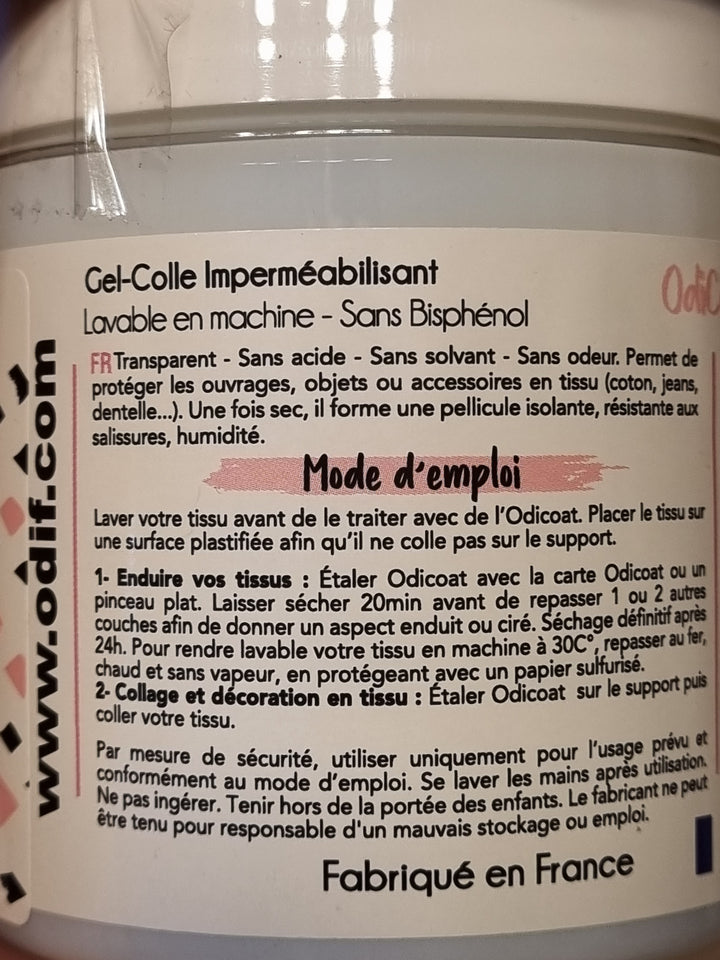 Gel-Colle Imperméabilisant
Lavable en machine - Sans Bisphénol
FR Transparent - Sans acide - Sans solvant - Sans odeur. Permet de
protéger les ouvrages, objets ou accessoires en tissu (coton, jeans,
dentelle...). Une fois sec, il forme une pellicule isolante, résistante aux
salissures, humidité.
Mode d'emploi
Laver votre tissu avant de le traiter avec de l'Odicoat. Placer le tissu sur
une surface plastifiée afin qu'il ne colle pas sur le support.
1- Enduire vos tissus : Étaler Odicoat avec la carte Odicoat ou un
pinceau plat. Laisser sécher 20min avant de repasser 1 ou 2 autres
couches afin de donner un aspect enduit ou ciré. Séchage définitif après
24h. Pour rendre lavable votre tissu en machine à 30C°, repasser au fer,
chaud et sans vapeur, en protégeant avec un papier sulfurisé.
2- Collage et décoration en tissu : Étaler Odicoat sur le support puis
coller votre tissu.
Par mesure de sécurité, utiliser uniquement pour l'usage prévu et
conformément au mode d'emploi. Se laver les mains après utilisation.
Ne pas ingérer. Tenir hors de la portée des enfants. Le fabricant ne peut
être tenu pour responsable d'un mauvais stockage ou emploi.
Fabriqué en France
www.odif.com